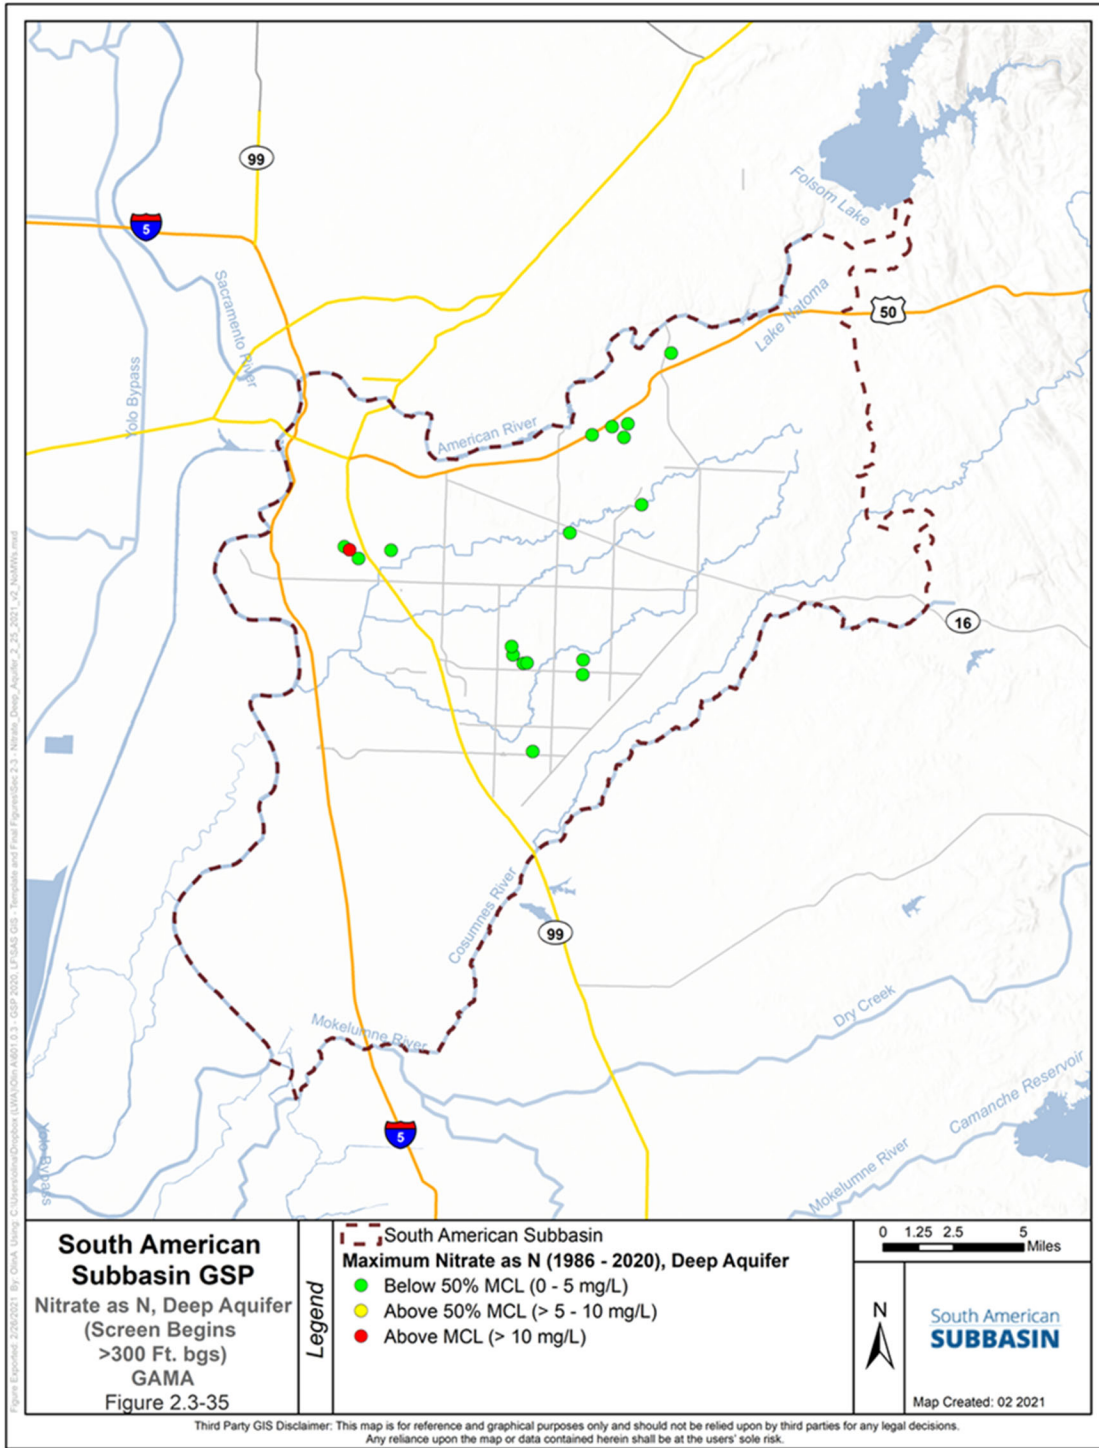 99
5
Folsom Lake
Sacramento River
Lake Natoma
50
Yolo Bypass
American River
16
Cosumnes River
99
Mokelumne River
Dry Creek
Camanche Reservoir
5
Mokelumne River
Yolo Bypass
South American
Subbasin GSP
Nitrate as N, Deep Aquifer
(Screen Begins
>300 Ft. bgs)
GAMA
Figure 2.3-35
Legend
South American Subbasin
Maximum Nitrate as N (1986 - 2020), Deep Aquifer
Below 50% MCL (0 - 5 mg/L)
Above 50% MCL (> 5 - 10 mg/L)
Above MCL (> 10 mg/L)
0 1.25 2.5 5
Miles
N
South American
SUBBASIN
Map Created: 02 2021
Third Party GIS Disclaimer: This map is for reference and graphical purposes only and should not be relied upon by third parties for any legal decisions.
Any reliance upon the map or data contained herein shall be at the users' sole risk.